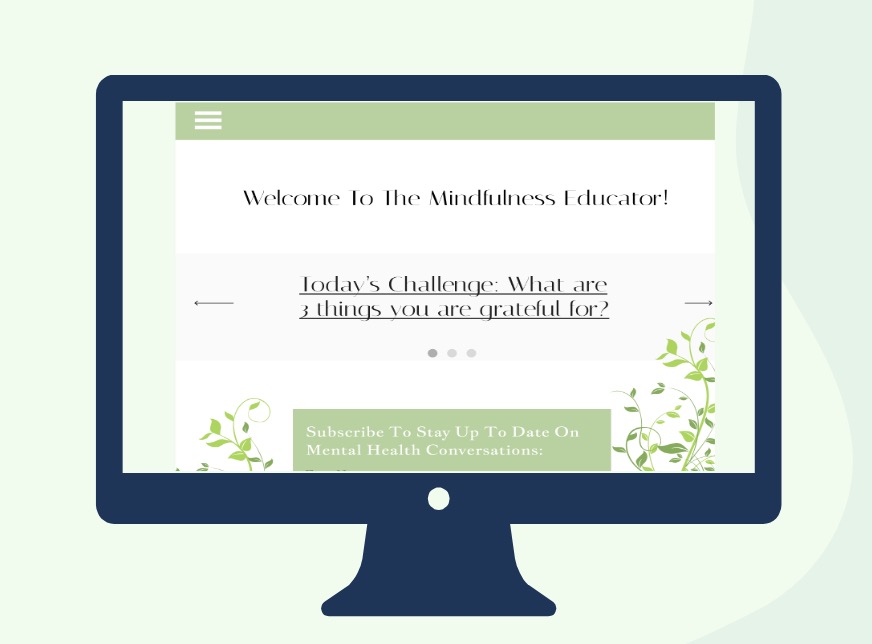 Welcome To The Mindfulness Educator!
Today's Challenge: What are
3 things you are grateful for?
Subscribe To Stay Up To Date On
Mental Health Conversations: